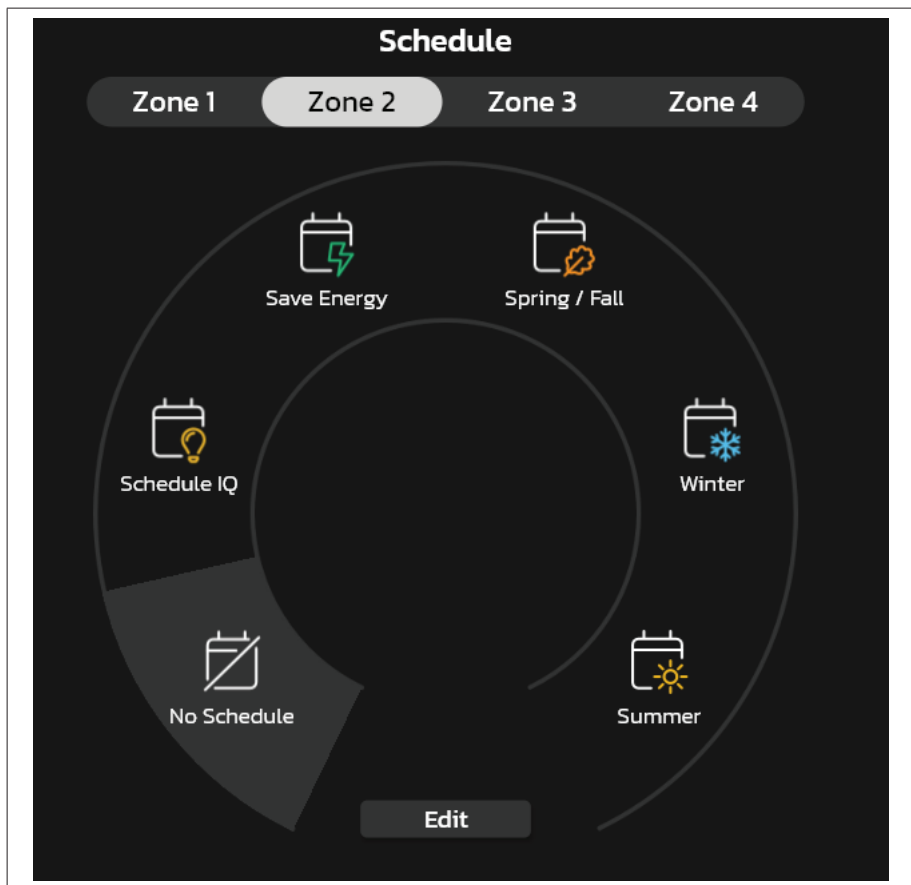 Schedule
Zone 1 Zone 2 Zone 3 Zone 4
Save Energy Spring / Fall
Schedule IQ Winter
No Schedule Summer
Edit